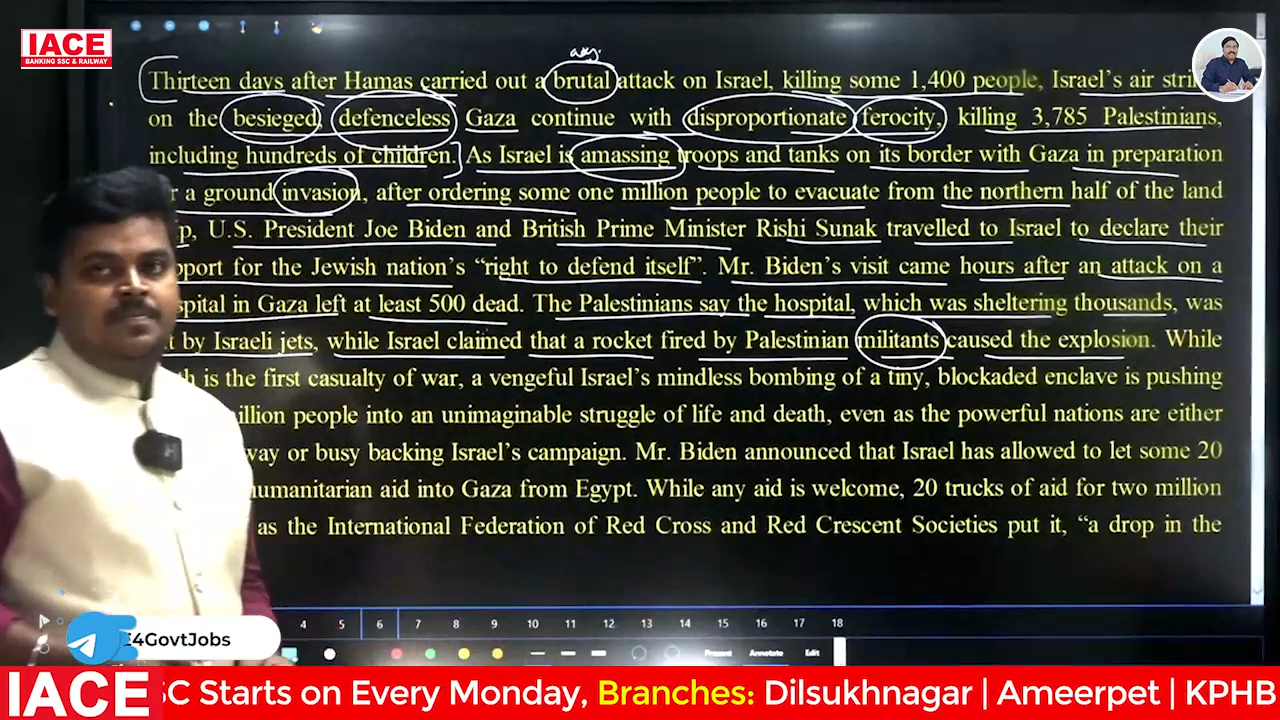 IACE
BANKING SSC & RAILWAY
adj.
Thirteen days after Hamas carried out a brutal attack on Israel, killing some 1,400 people, Israel's air
on the besieged, defenceless Gaza continue with disproportionate ferocity, killing 3,785 Palestinians,
including hundreds of children. As Israel is amassing troops and tanks on its border with Gaza in preparation
a ground invasion, after ordering some one million people to evacuate from the northern half of the land
U.S. President Joe Biden and British Prime Minister Rishi Sunak travelled to Israel to declare their
for the Jewish nation's “right to defend itself”. Mr. Biden's visit came hours after an attack on a
in Gaza left at least 500 dead. The Palestinians say the hospital, which was sheltering thousands, was
by Israeli jets, while Israel claimed that a rocket fired by Palestinian militants caused the explosion. While
is the first casualty of war, a vengeful Israel's mindless bombing of a tiny, blockaded enclave is pushing
people into an unimaginable struggle of life and death, even as the powerful nations are either
or busy backing Israel's campaign. Mr. Biden announced that Israel has allowed to let some 20
humanitarian aid into Gaza from Egypt. While any aid is welcome, 20 trucks of aid for two million
as the International Federation of Red Cross and Red Crescent Societies put it, “a drop in the
4 5 6 7 8 9 10 11 12 13 14 15 16 17 18
4GovtJobs
Present Annotate Edit
IACE SC Starts on Every Monday, Branches: Dilsukhnagar | Ameerpet | KPHB